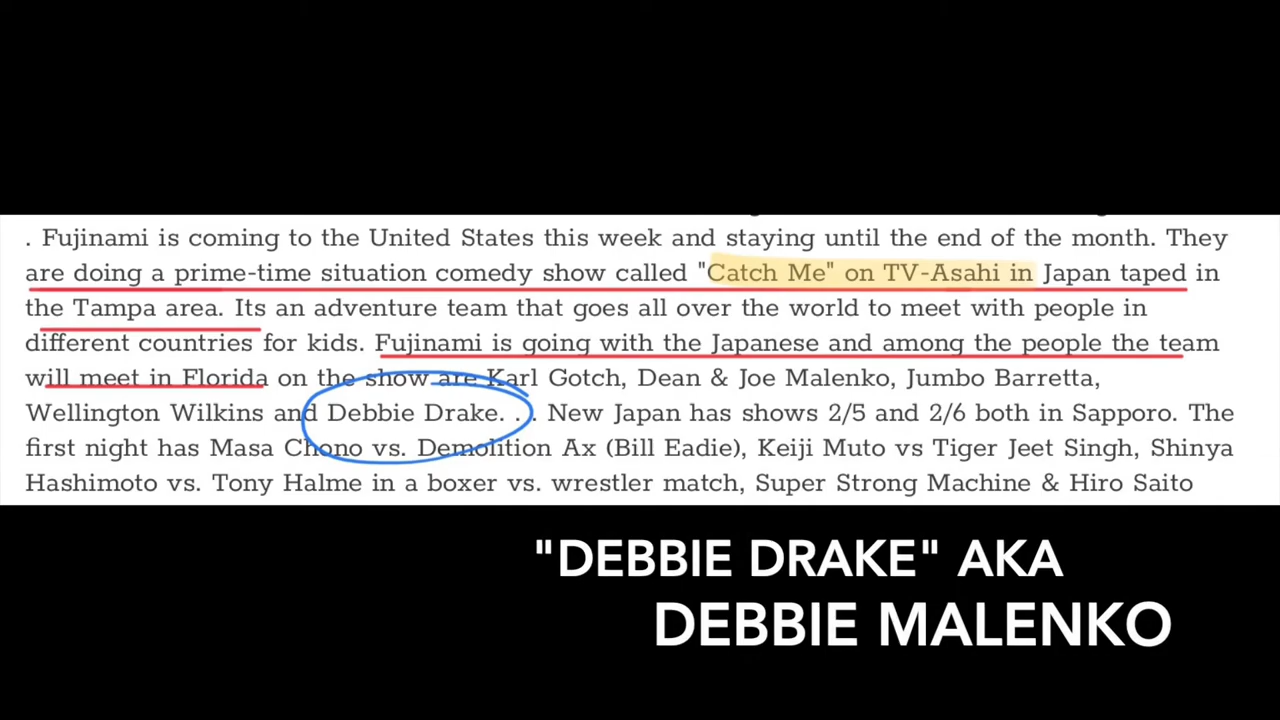 . Fujinami is coming to the United States this week and staying until the end of the month. They
are doing a prime-time situation comedy show called "Catch Me" on TV-Asahi in Japan taped in
the Tampa area. Its an adventure team that goes all over the world to meet with people in
different countries for kids. Fujinami is going with the Japanese and among the people the team
will meet in Florida on the show are Karl Gotch, Dean & Joe Malenko, Jumbo Barretta,
Wellington Wilkins and Debbie Drake. . . New Japan has shows 2/5 and 2/6 both in Sapporo. The
first night has Masa Chono vs. Demolition Ax (Bill Eadie), Keiji Muto vs Tiger Jeet Singh, Shinya
Hashimoto vs. Tony Halme in a boxer vs. wrestler match, Super Strong Machine & Hiro Saito
"DEBBIE DRAKE" AKA
DEBBIE MALENKO